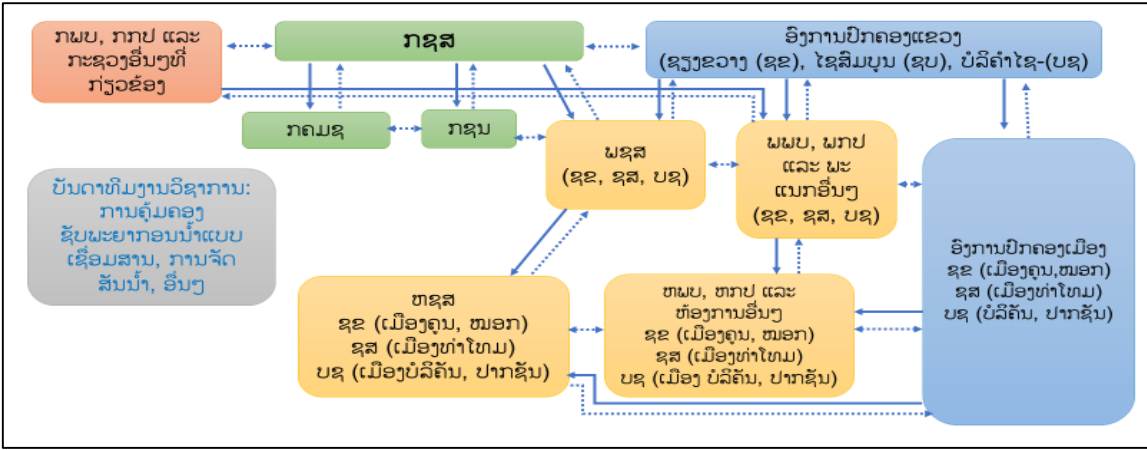 ກພບ, ກກປ ແລະ
ກະຊວງອື່ນໆທີ່
ກ່ຽວຂ້ອງ
ກຊສ
ອົງການປົກຄອງແຂວງ
(ຊຽງຂວາງ (ຊຂ), ໄຊສົມບູນ (ຊບ), ບໍລິຄຳໄຊ-(ບຊ)
ກຄມຊ
ກຊນ
ພຊສ
(ຊຂ, ຊສ, ບຊ)
ພພບ, ພກປ
ແລະ ພະ
ແນກອື່ນໆ
(ຊຂ, ຊສ, ບຊ)
ບັນດາທີມງານວິຊາການ:
ການຄຸ້ມຄອງ
ຊັບພະຍາກອນນ້ຳແບບ
ເຊື່ອມສານ, ການຈັດ
ສັນນ້ຳ, ອື່ນໆ
ອົງການປົກຄອງເມືອງ
ຊຂ (ເມືອງຄູນ,ໝອກ)
ຊສ (ເມືອງທ່າໂທມ)
ບຊ (ບໍລິຄັນ, ປາກຊັນ)
ຫຊສ
ຊຂ (ເມືອງຄູນ, ໝອກ)
ຊສ (ເມືອງທ່າໂທມ)
ບຊ (ເມືອງບໍລິຄັນ, ປາກຊັນ)
ຫພບ, ຫກປ ແລະ
ຫ້ອງການອື່ນໆ
ຊຂ (ເມືອງຄູນ, ໝອກ)
ຊສ (ເມືອງທ່າໂທມ)
ບຊ (ເມືອງ ບໍລິຄັນ, ປາກຊັນ)